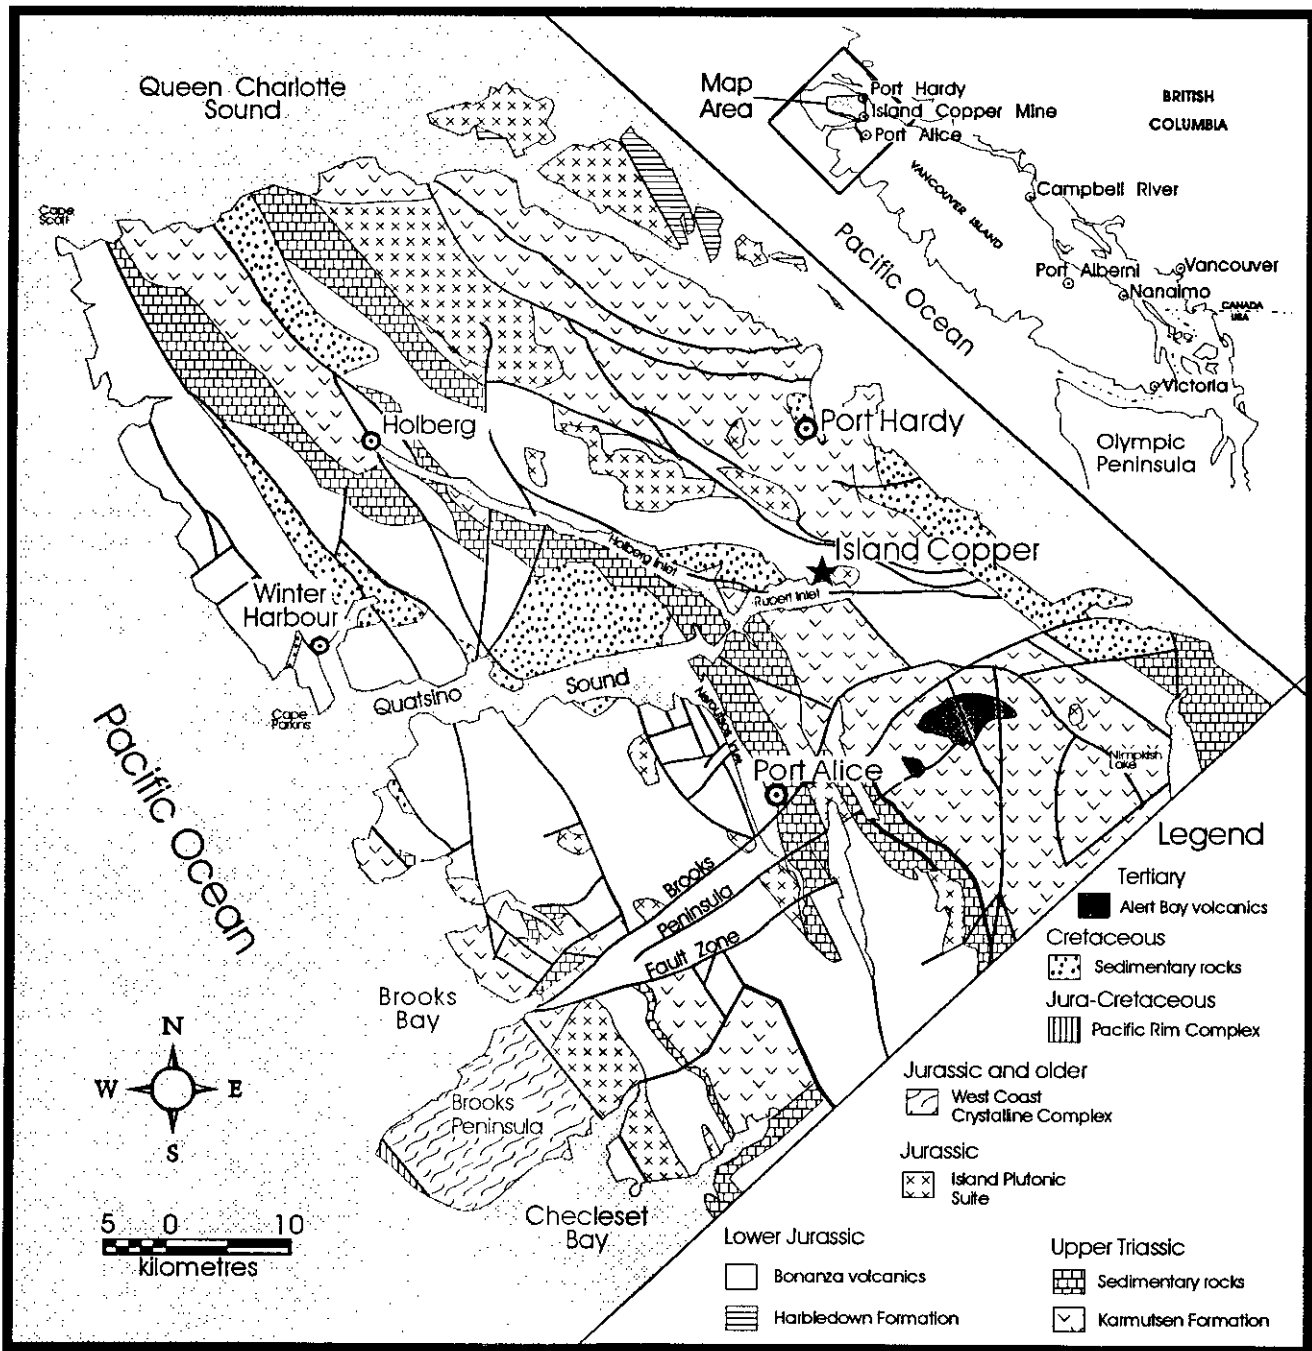 Queen Charlotte
Sound
Map
Area
Port Hardy
Island Copper Mine
Port Alice
BRITISH
COLUMBIA
VANCOUVER ISLAND
Campbell River
Pacific Ocean
Port Alberni
Vancouver
Nanaimo
CANADA
USA
Victoria
Olympic
Peninsula
Cape
Scott
Holberg
Port Hardy
Island Copper
Holberg Inlet
Rupert Inlet
Winter
Harbour
Quatsino
Sound
Cape
Parkins
Neroutsos Inlet
Port Alice
Nimpkish
Lake
Pacific Ocean
Brooks
Peninsula
Fault Zone
Brooks
Bay
Brooks
Peninsula
Checleset
Bay
N
W
E
S
5 0 10
kilometres
Legend
Tertiary
Alert Bay volcanics
Cretaceous
Sedimentary rocks
Jura-Cretaceous
Pacific Rim Complex
Jurassic and older
West Coast
Crystalline Complex
Jurassic
Island Plutonic
Suite
Lower Jurassic
Bonanza volcanics
Harbledown Formation
Upper Triassic
Sedimentary rocks
Karmutsen Formation